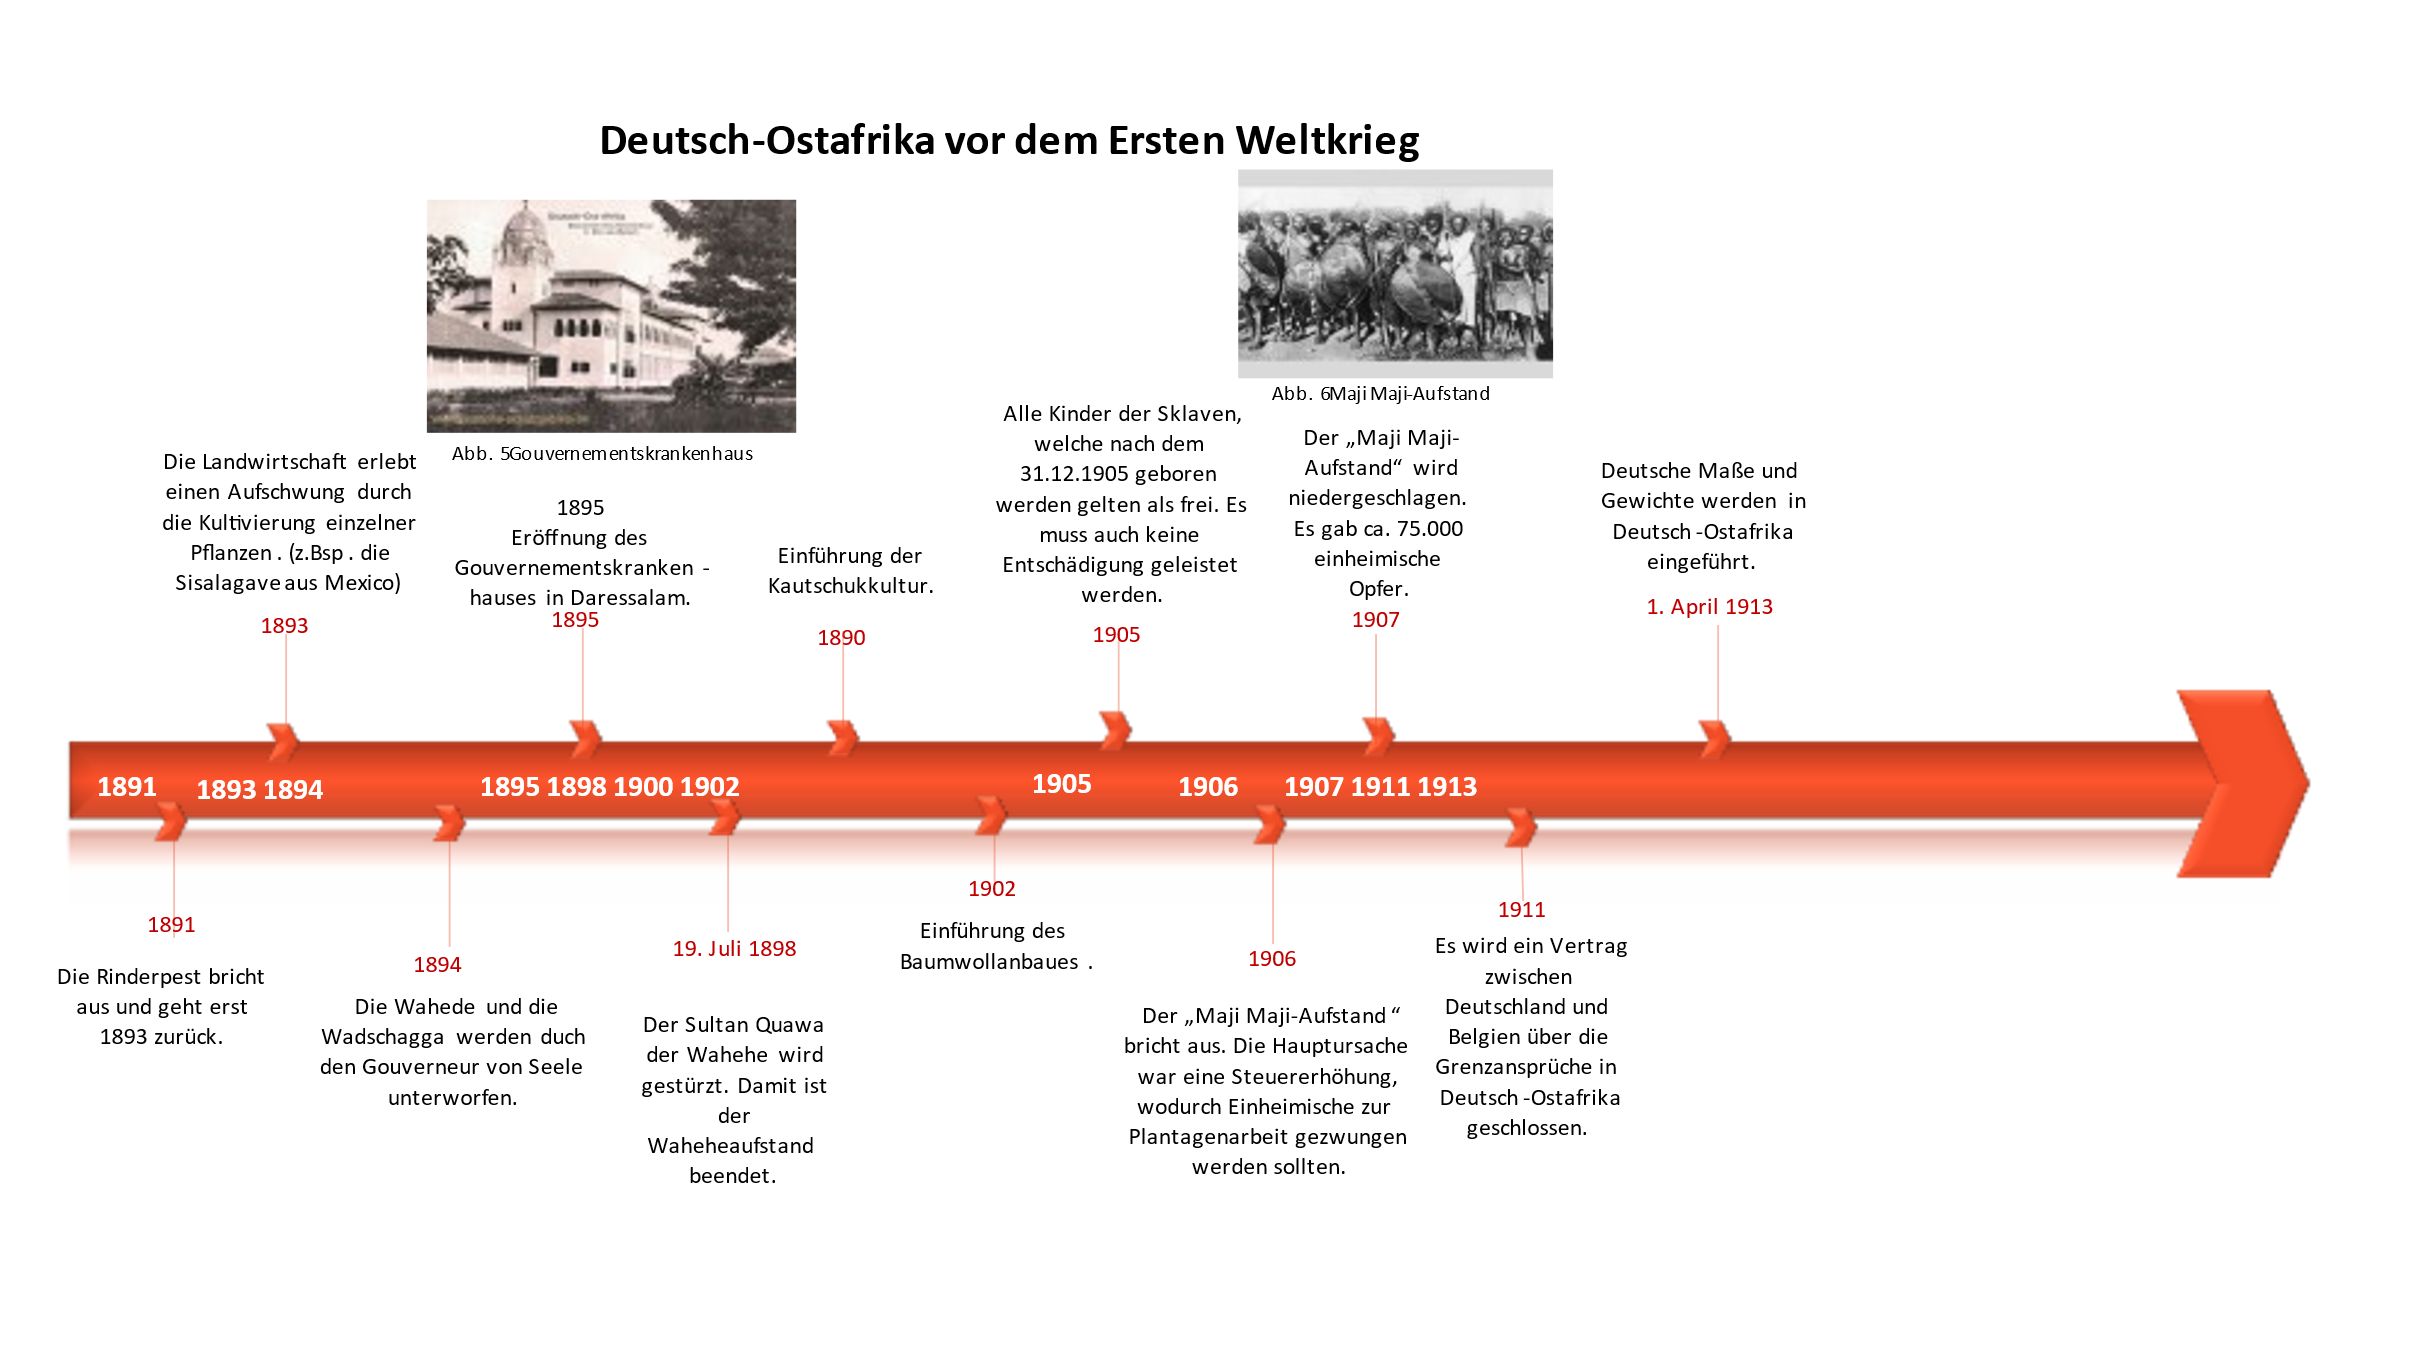 Deutsch-Ostafrika vor dem Ersten Weltkrieg
Abb. 5Gouvernementskrankenhaus
Abb. 6Maji Maji-Aufstand
Die Landwirtschaft erlebt
einen Aufschwung durch
die Kultivierung einzelner
Pflanzen . (z.Bsp . die
Sisalagave aus Mexico)
1893
1895
Eröffnung des
Gouvernementskranken -
hauses in Daressalam.
1895
Einführung der
Kautschukkultur.
1890
Alle Kinder der Sklaven,
welche nach dem
31.12.1905 geboren
werden gelten als frei. Es
muss auch keine
Entschädigung geleistet
werden.
1905
Der „Maji Maji-
Aufstand“ wird
niedergeschlagen.
Es gab ca. 75.000
einheimische
Opfer.
1907
Deutsche Maße und
Gewichte werden in
Deutsch -Ostafrika
eingeführt.
1. April 1913
1891 1893 1894 1895 1898 1900 1902 1905 1906 1907 1911 1913
1891
Die Rinderpest bricht
aus und geht erst
1893 zurück.
1894
Die Wahede und die
Wadschagga werden duch
den Gouverneur von Seele
unterworfen.
19. Juli 1898
Der Sultan Quawa
der Wahehe wird
gestürzt. Damit ist
der
Waheheaufstand
beendet.
1902
Einführung des
Baumwollanbaues .
1906
Der „Maji Maji-Aufstand “
bricht aus. Die Hauptursache
war eine Steuererhöhung,
wodurch Einheimische zur
Plantagenarbeit gezwungen
werden sollten.
1911
Es wird ein Vertrag
zwischen
Deutschland und
Belgien über die
Grenzansprüche in
Deutsch -Ostafrika
geschlossen.